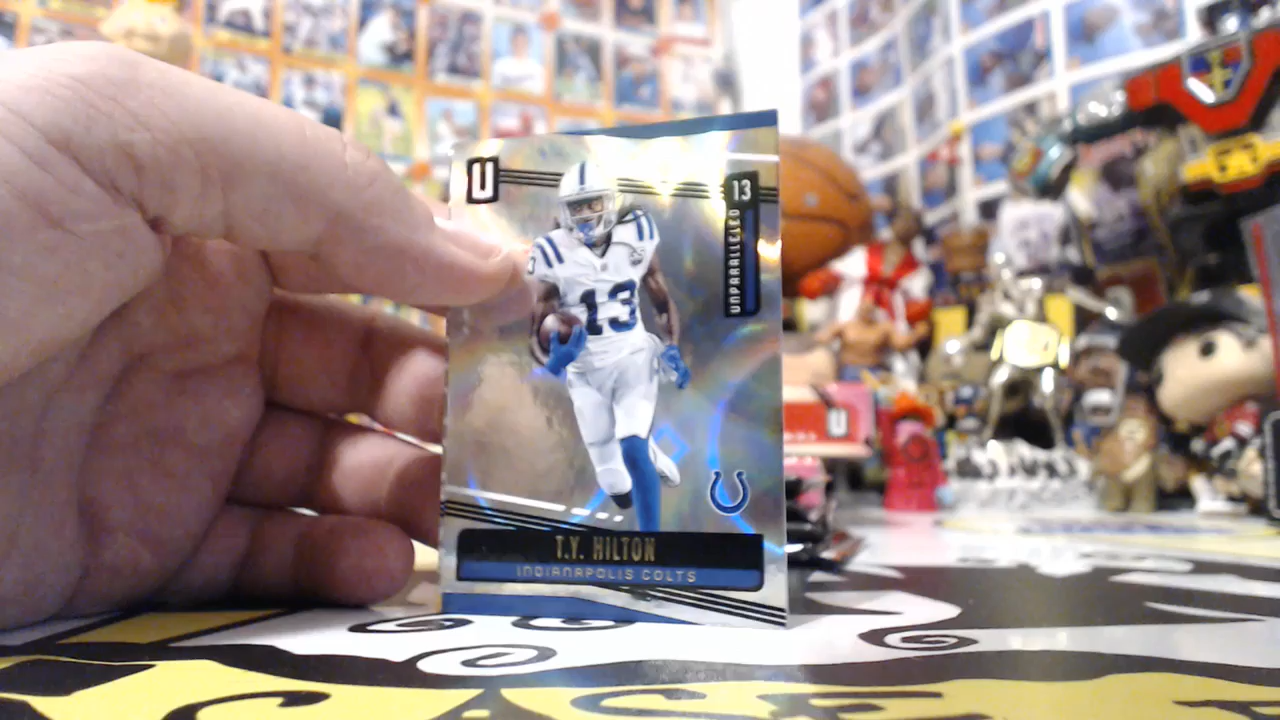 U
13
UNPARALLELED
13
T.Y. HILTON
INDIANAPOLIS COLTS
U